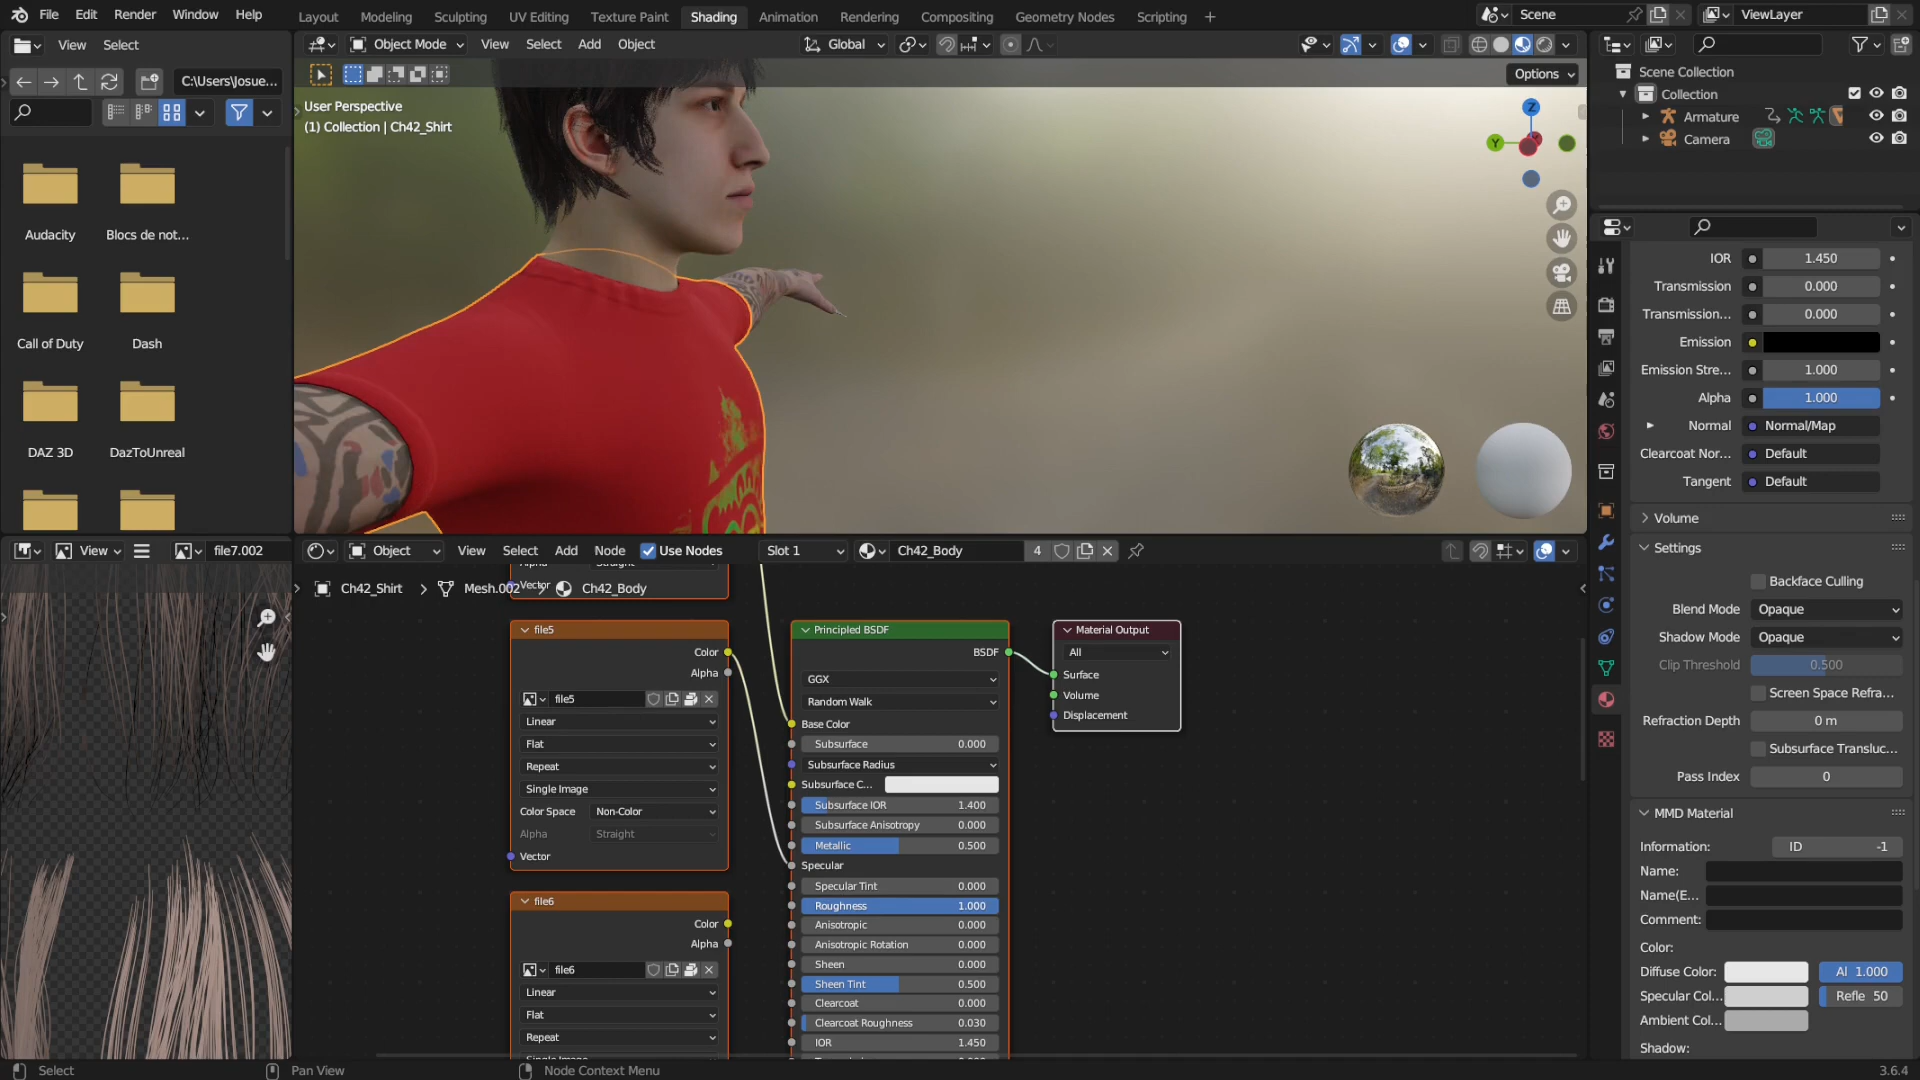 File Edit Render Window Help Layout Modeling Sculpting UV Editing Texture Paint Shading Animation Rendering Compositing Geometry Nodes Scripting + Scene ViewLayer
View Select
Object Mode View Select Add Object Global
C:\Users\Josue...
Options
Audacity
Blocs de not...
Call of Duty
Dash
DAZ 3D
DazToUnreal
User Perspective
(1) Collection | Ch42_Shirt
Z
Y
Scene Collection
Collection
Armature
Camera
IOR 1.450
Transmission 0.000
Transmission... 0.000
Emission
Emission Stre... 1.000
Alpha 1.000
Normal Normal/Map
Clearcoat Nor... Default
Tangent Default
Volume
Settings
Backface Culling
Blend Mode Opaque
Shadow Mode Opaque
Clip Threshold 0.500
Screen Space Refra...
Refraction Depth 0 m
Subsurface Transluc...
Pass Index 0
MMD Material
Information: ID -1
Name:
Name(E...
Comment:
Color:
Diffuse Color: Al 1.000
Specular Col... Refle 50
Ambient Col...
Shadow:
View file7.002
Object View Select Add Node Use Nodes Slot 1 Ch42_Body 4
Vector
Ch42_Shirt > Mesh.002 > Ch42_Body
file5
Color
Alpha
file5
Linear
Flat
Repeat
Single Image
Color Space Non-Color
Alpha Straight
Vector
file6
Color
Alpha
file6
Linear
Flat
Repeat
Single Image
Principled BSDF
BSDF
GGX
Random Walk
Base Color
Subsurface 0.000
Subsurface Radius
Subsurface C...
Subsurface IOR 1.400
Subsurface Anisotropy 0.000
Metallic 0.500
Specular
Specular Tint 0.000
Roughness 1.000
Anisotropic 0.000
Anisotropic Rotation 0.000
Sheen 0.000
Sheen Tint 0.500
Clearcoat 0.000
Clearcoat Roughness 0.030
IOR 1.450
Material Output
All
Surface
Volume
Displacement
Select Pan View Node Context Menu 3.6.4